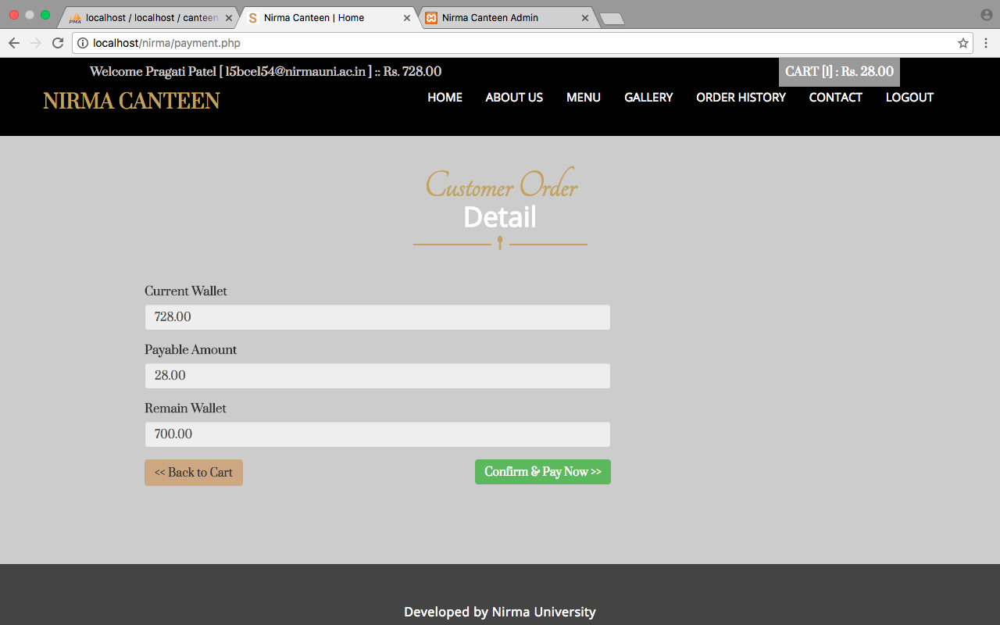 localhost / localhost / canteen
Nirma Canteen | Home
Nirma Canteen Admin
localhost/nirma/payment.php
Welcome Pragati Patel [ 15bce154@nirmauni.ac.in ] :: Rs. 728.00
CART [1] : Rs. 28.00
NIRMA CANTEEN
HOME ABOUT US MENU GALLERY ORDER HISTORY CONTACT LOGOUT
Customer Order
Detail
Current Wallet
728.00
Payable Amount
28.00
Remain Wallet
700.00
<< Back to Cart
Confirm & Pay Now >>
Developed by Nirma University